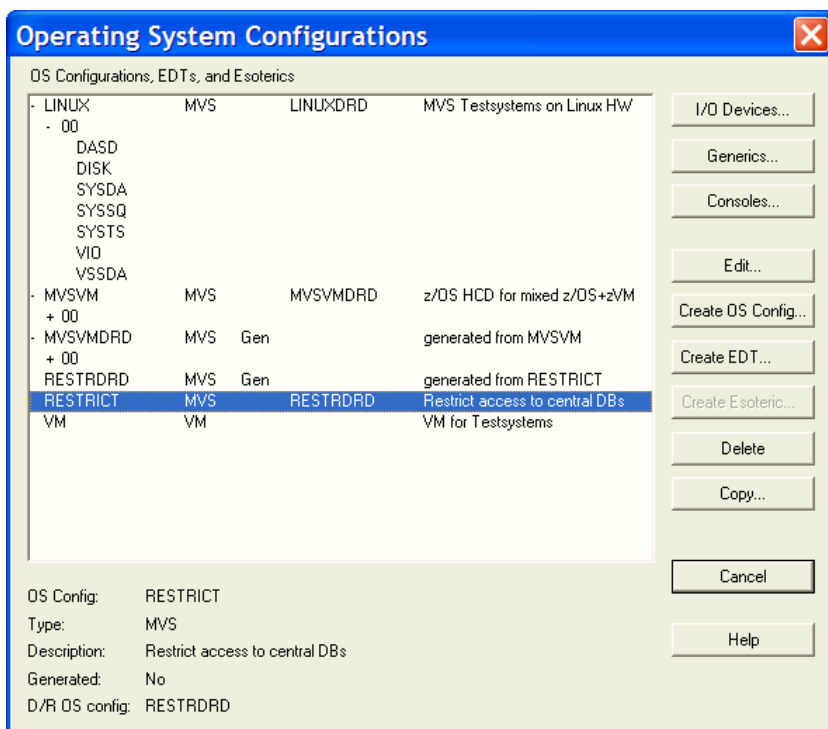 Operating System Configurations
OS Configurations, EDTs, and Esoterics
- LINUX MVS LINUXDRD MVS Testsystems on Linux HW
- 00
DASD
DISK
SYSDA
SYSSQ
SYSTS
VIO
VSSDA
- MVSVM MVS MVSVMDRD z/OS HCD for mixed z/OS+zVM
+ 00
- MVSVMDRD MVS Gen generated from MVSVM
+ 00
RESTRDRD MVS Gen generated from RESTRICT
RESTRICT MVS RESTRDRD Restrict access to central DBs
VM VM VM for Testsystems
I/O Devices...
Generics...
Consoles...
Edit...
Create OS Config...
Create EDT...
Create Esoteric...
Delete
Copy...
Cancel
Help
OS Config: RESTRICT
Type: MVS
Description: Restrict access to central DBs
Generated: No
D/R OS config: RESTRDRD